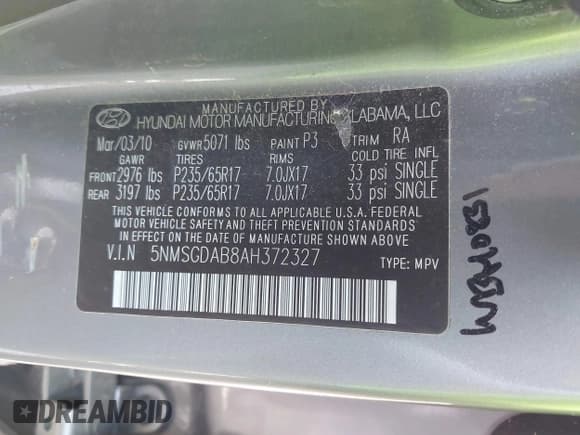 MANUFACTURED BY
HYUNDAI MOTOR MANUFACTURING ALABAMA, LLC
Mar/03/10 GVWR 5071 lbs PAINT P3 TRIM RA
GAWR TIRES RIMS COLD TIRE INFL
FRONT 2976 lbs P235/65R17 7.0JX17 33 psi SINGLE
REAR 3197 lbs P235/65R17 7.0JX17 33 psi SINGLE
THIS VEHICLE CONFORMS TO ALL APPLICABLE U.S.A. FEDERAL
MOTOR VEHICLE SAFETY AND THEFT PREVENTION STANDARDS
IN EFFECT ON THE DATE OF MANUFACTURE SHOWN ABOVE.
V.I.N 5NMSGDAB8AH372327 TYPE: MPV
DREAMBID